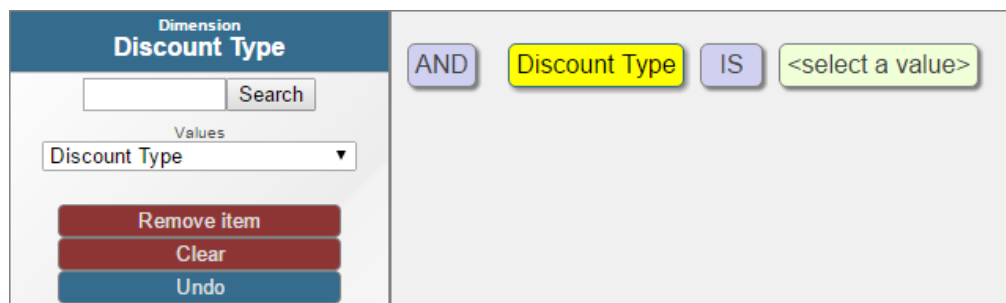 Dimension
Discount Type
Search
Values
Discount Type
Remove item
Clear
Undo
AND Discount Type IS <select a value>